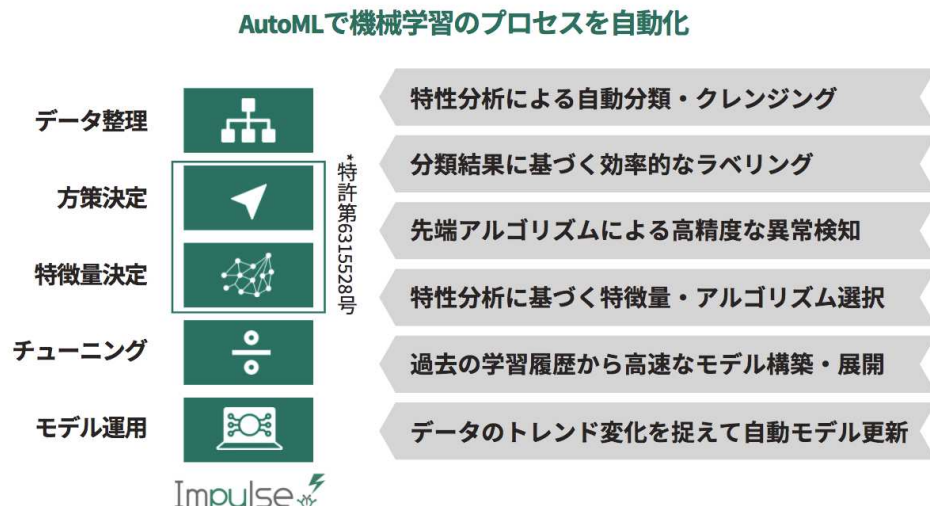 AutoMLで機械学習のプロセスを自動化
データ整理
方策決定
特徴量決定
チューニング
モデル運用
*特許第6315528号
Impulse
特性分析による自動分類・クレンジング
分類結果に基づく効率的なラベリング
先端アルゴリズムによる高精度な異常検知
特性分析に基づく特徴量・アルゴリズム選択
過去の学習履歴から高速なモデル構築・展開
データのトレンド変化を捉えて自動モデル更新